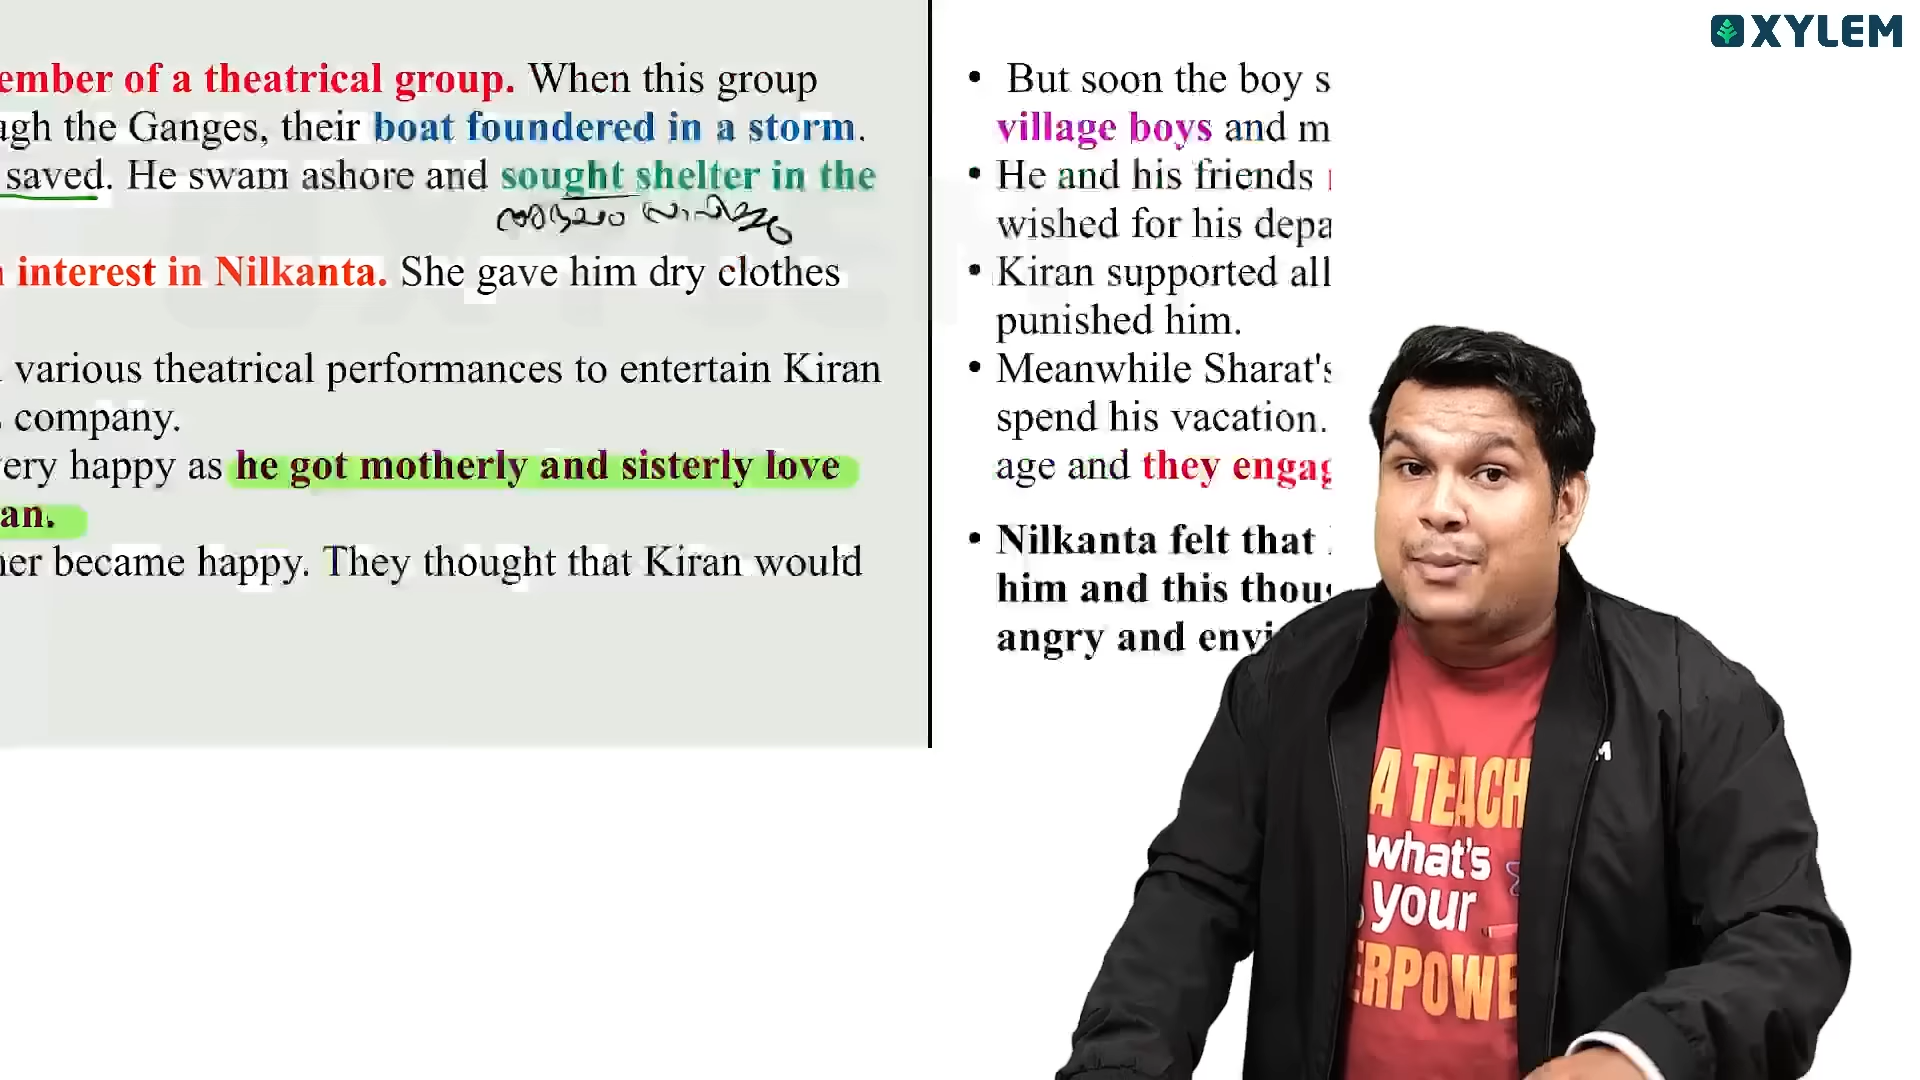 XYLEM
ember of a theatrical group. When this group
ugh the Ganges, their boat foundered in a storm.
saved. He swam ashore and sought shelter in the
interest in Nilkanta. She gave him dry clothes
various theatrical performances to entertain Kiran
company.
very happy as he got motherly and sisterly love
an.
her became happy. They thought that Kiran would
• But soon the boy s
village boys and m
• He and his friends
wished for his depa
• Kiran supported all
punished him.
• Meanwhile Sharat's
spend his vacation.
age and they engag
• Nilkanta felt that
him and this thou
angry and envi
A TEACH
what's
your
ERPOWE